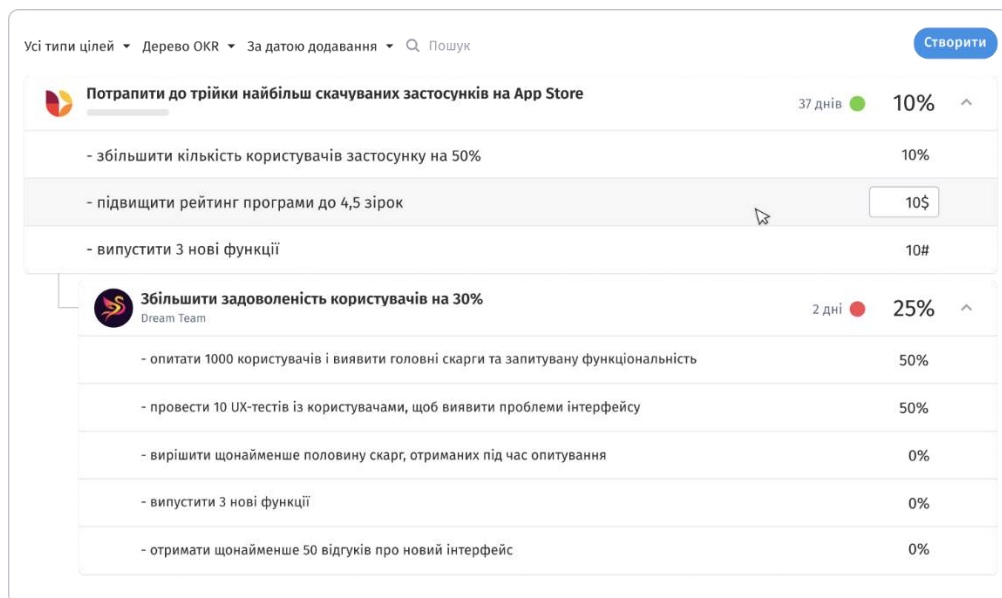 Усі типи цілей Дерево OKR За датою додавання Пошук Створити
Потрапити до трійки найбільш скачуваних застосунків на App Store 37 днів 10%
- збільшити кількість користувачів застосунку на 50% 10%
- підвищити рейтинг програми до 4,5 зірок 10$
- випустити 3 нові функції 10#
Збільшити задоволеність користувачів на 30% 2 дні 25%
Dream Team
- опитати 1000 користувачів і виявити головні скарги та запитувану функціональність 50%
- провести 10 UX-тестів із користувачами, щоб виявити проблеми інтерфейсу 50%
- вирішити щонайменше половину скарг, отриманих під час опитування 0%
- випустити 3 нові функції 0%
- отримати щонайменше 50 відгуків про новий інтерфейс 0%